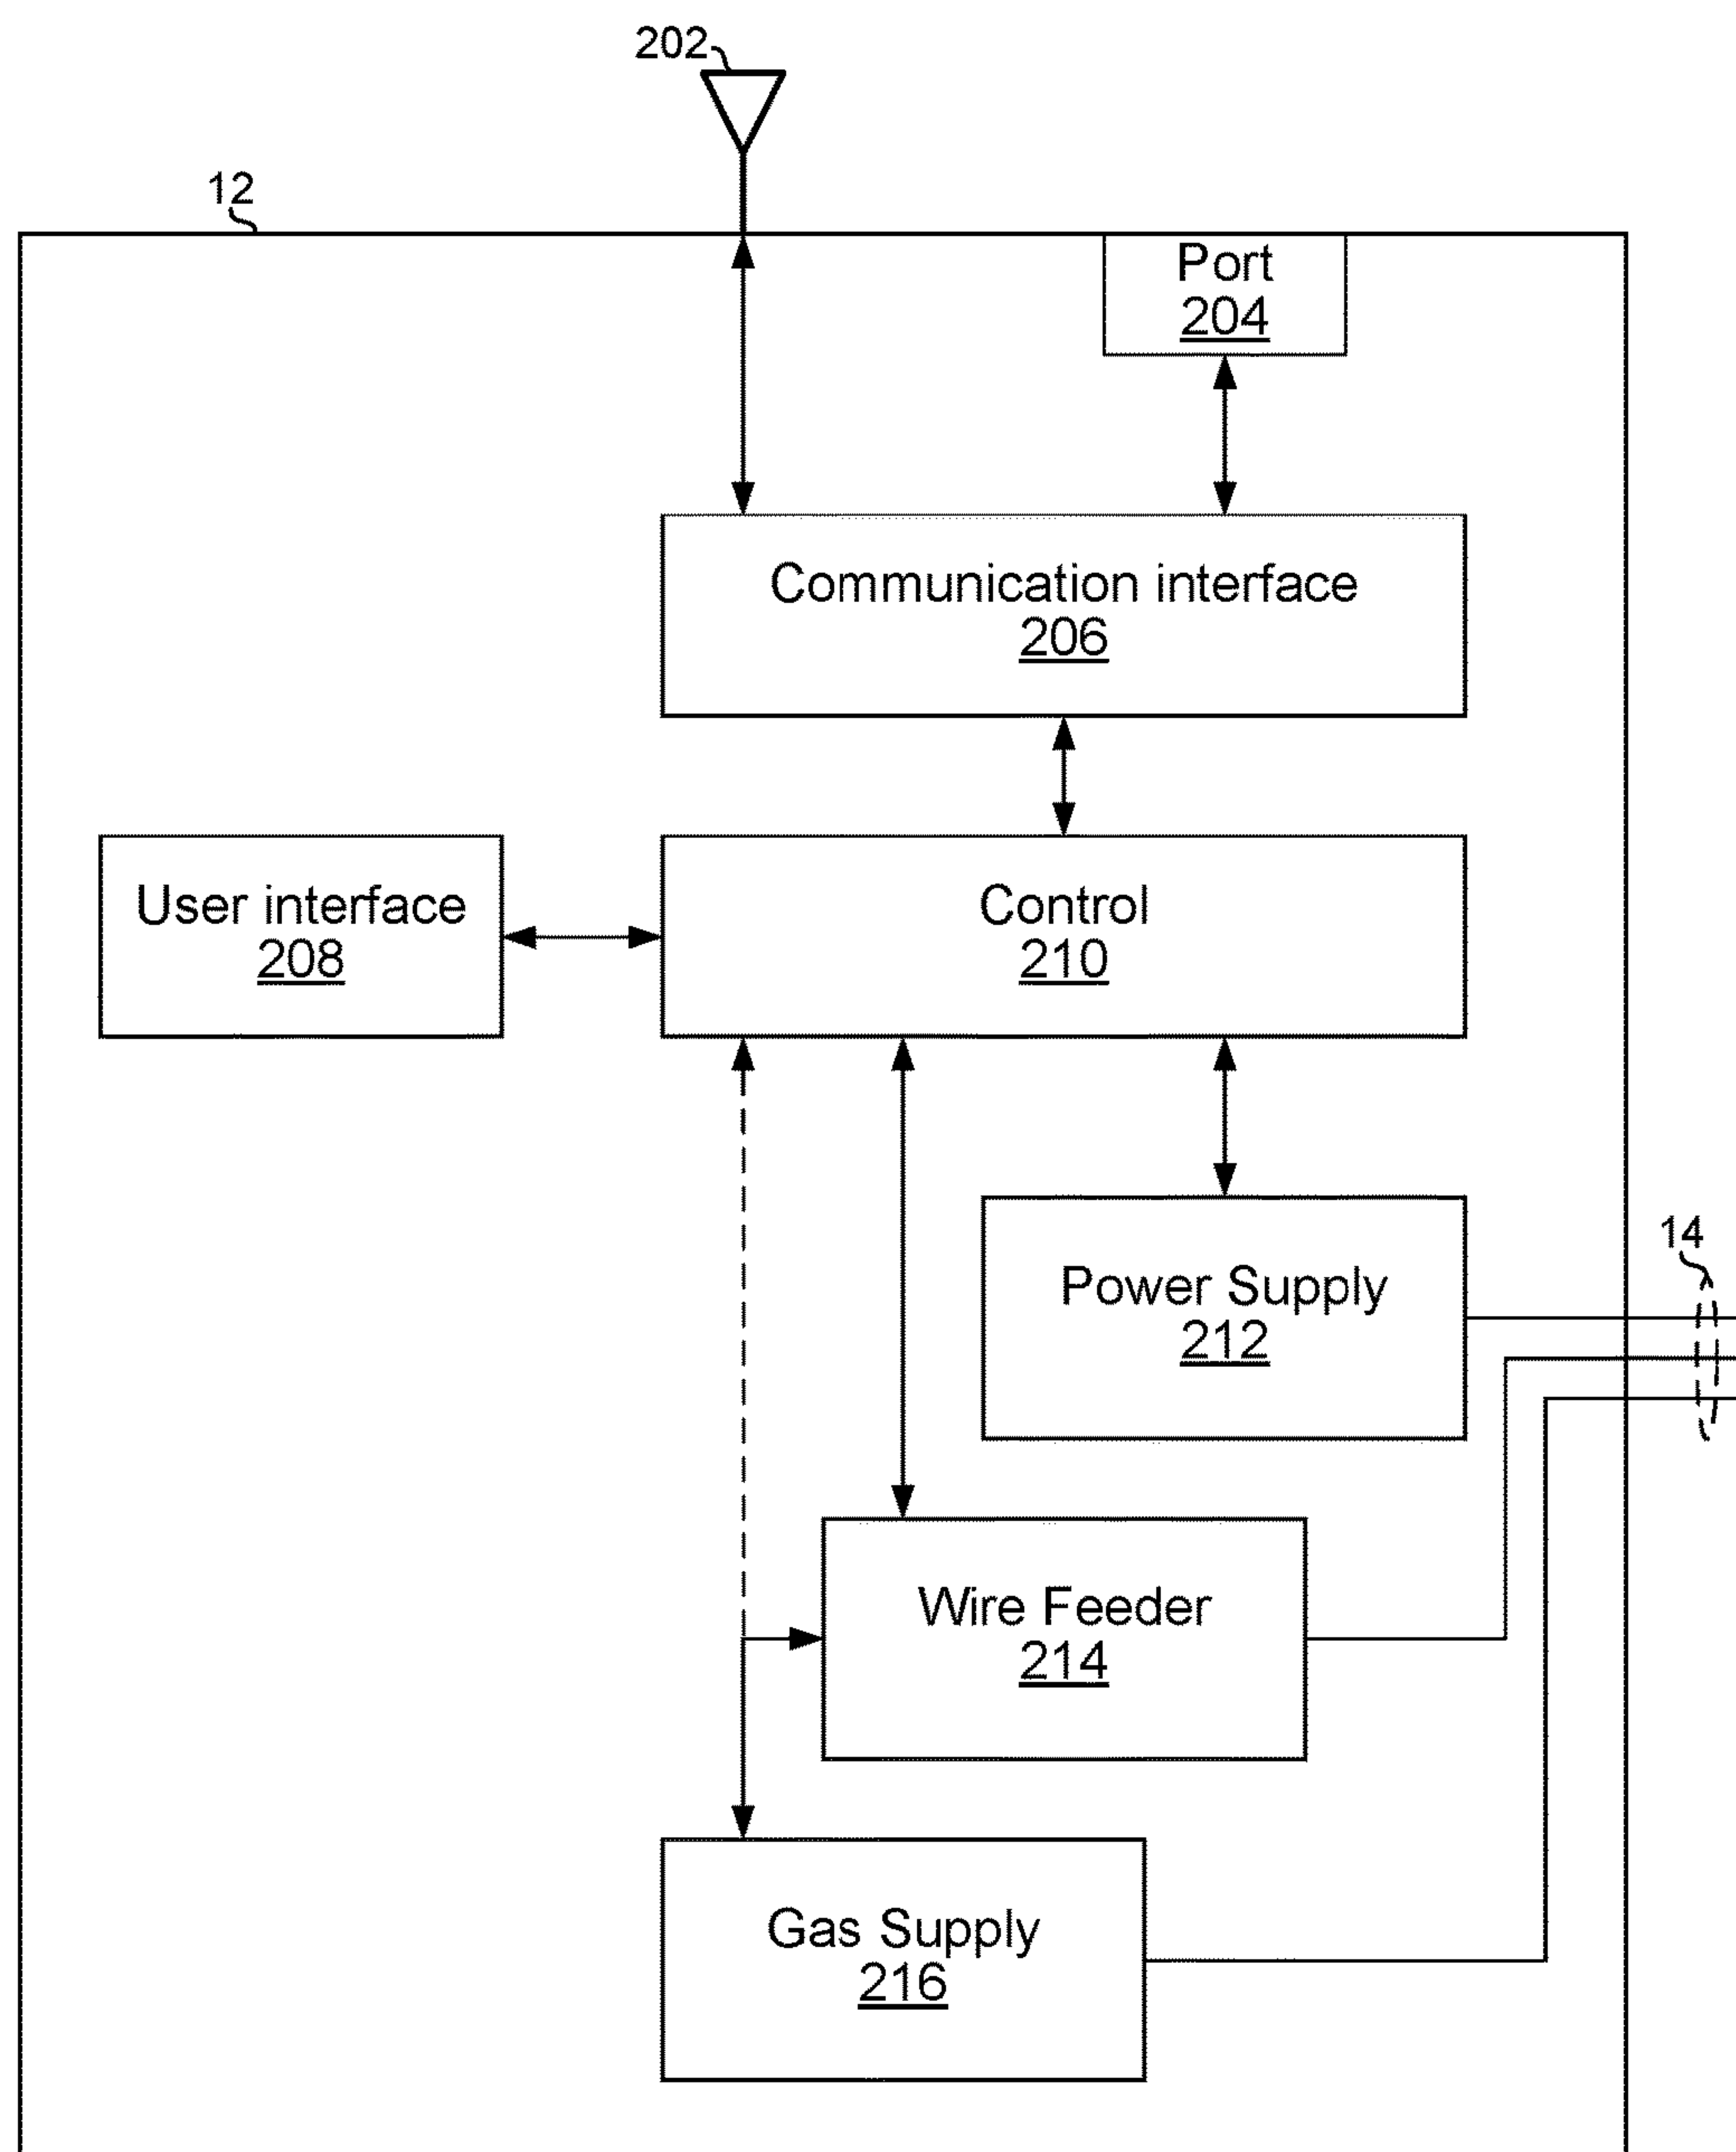 202
12
Port
204
Communication interface
206
User interface
208
Control
210
Power Supply
212
14
Wire Feeder
214
Gas Supply
216